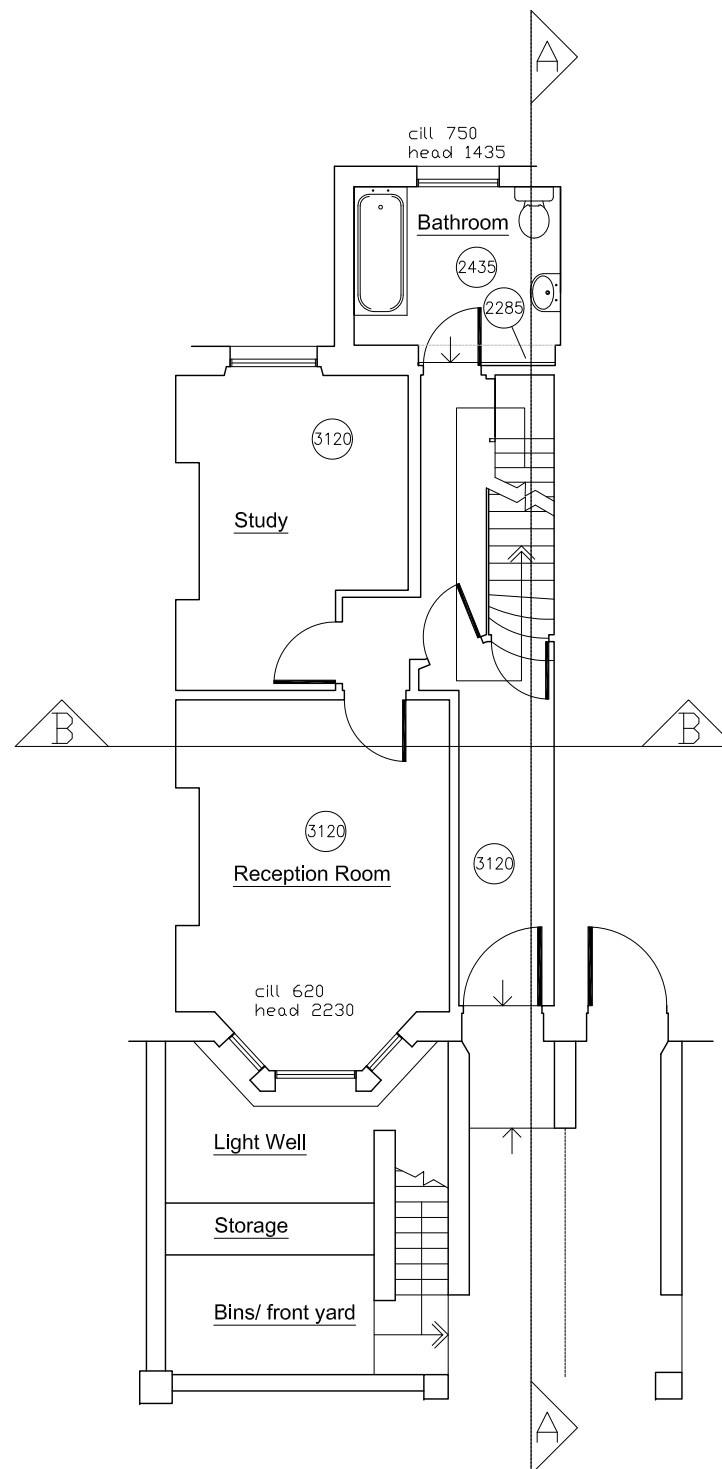 A
cill 750
head 1435
Bathroom
2435
2285
3120
Study
B
B
3120
Reception Room
3120
cill 620
head 2230
Light Well
Storage
Bins/ front yard
A